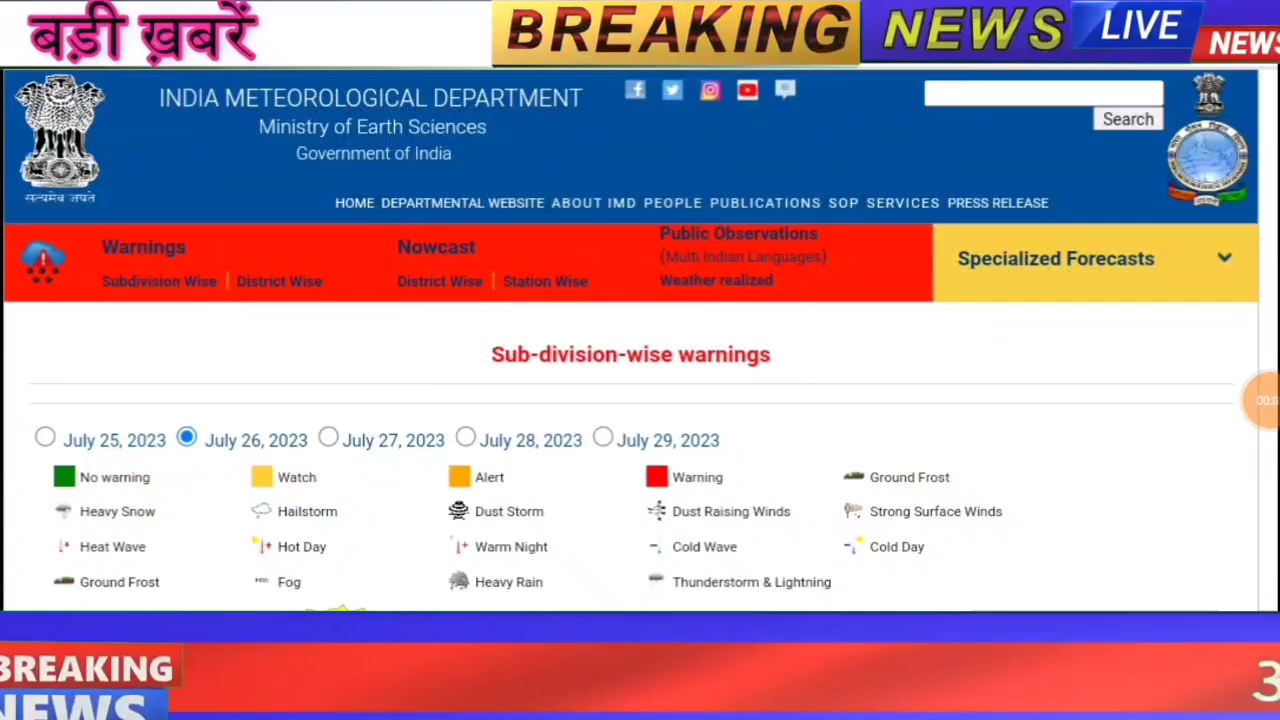 बड़ी ख़बरें
BREAKING
NEWS
LIVE
NEWS
INDIA METEOROLOGICAL DEPARTMENT
Ministry of Earth Sciences
Government of India
सत्यमेव जयते
Search
HOME DEPARTMENTAL WEBSITE ABOUT IMD PEOPLE PUBLICATIONS SOP SERVICES PRESS RELEASE
Warnings
Subdivision Wise District Wise
Nowcast
District Wise Station Wise
Public Observations
(Multi Indian Languages)
Weather realized
Specialized Forecasts
Sub-division-wise warnings
July 25, 2023 July 26, 2023 July 27, 2023 July 28, 2023 July 29, 2023
No warning Watch Alert Warning Ground Frost
Heavy Snow Hailstorm Dust Storm Dust Raising Winds Strong Surface Winds
Heat Wave Hot Day Warm Night Cold Wave Cold Day
Ground Frost Fog Heavy Rain Thunderstorm & Lightning
BREAKING
NEWS
3